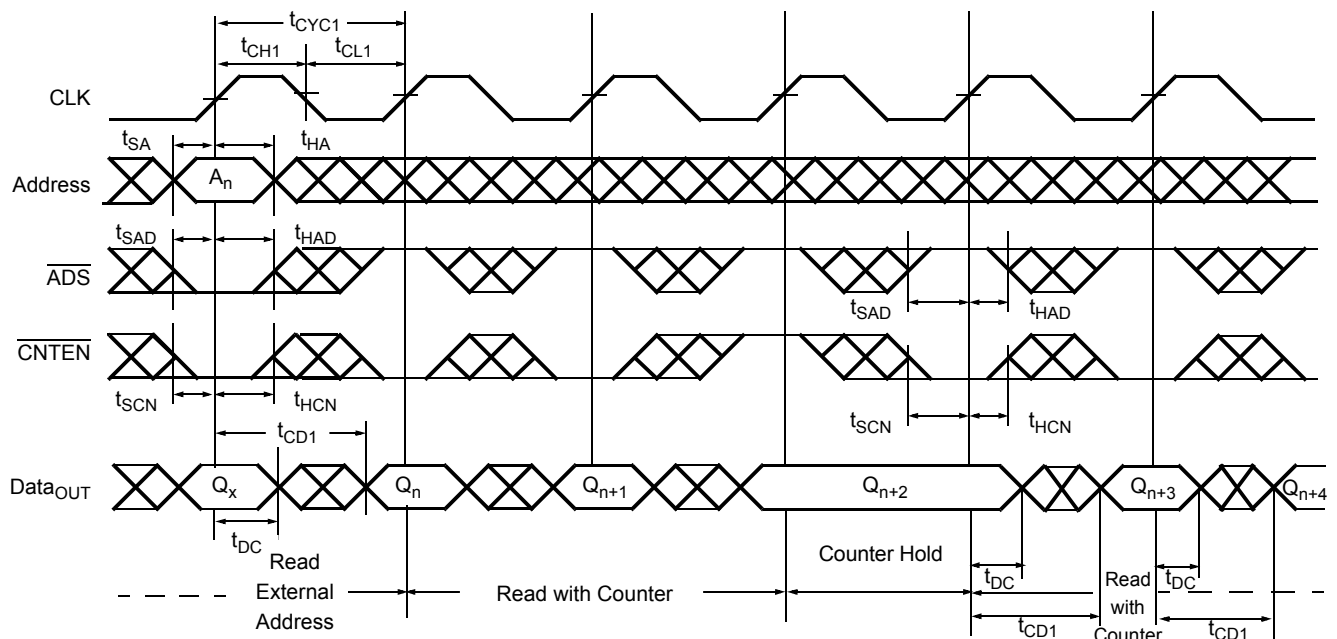 tCYC1
tCH1
tCL1
CLK
tSA
tHA
Address
An
tSAD
tHAD
ADS
tSAD
tHAD
CNTEN
tSCN
tHCN
tSCN
tHCN
tCD1
DataOUT
Qx
Qn
Qn+1
Qn+2
Qn+3
Qn+4
tDC
Read
External
Address
Read with Counter
Counter Hold
tDC
tCD1
Read
with
Counter
tDC
tCD1